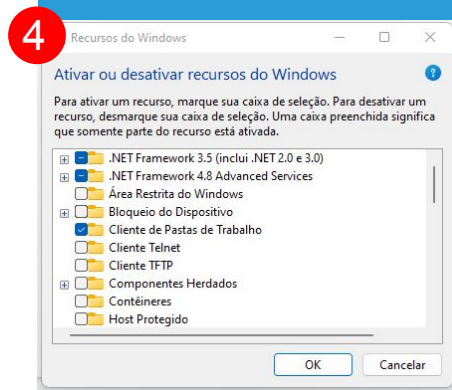 4
Recursos do Windows
Ativar ou desativar recursos do Windows
?
Para ativar um recurso, marque sua caixa de seleção. Para desativar um
recurso, desmarque sua caixa de seleção. Uma caixa preenchida significa
que somente parte do recurso está ativada.
.NET Framework 3.5 (inclui .NET 2.0 e 3.0)
.NET Framework 4.8 Advanced Services
Área Restrita do Windows
Bloqueio do Dispositivo
Cliente de Pastas de Trabalho
Cliente Telnet
Cliente TFTP
Componentes Herdados
Contêineres
Host Protegido
OK
Cancelar